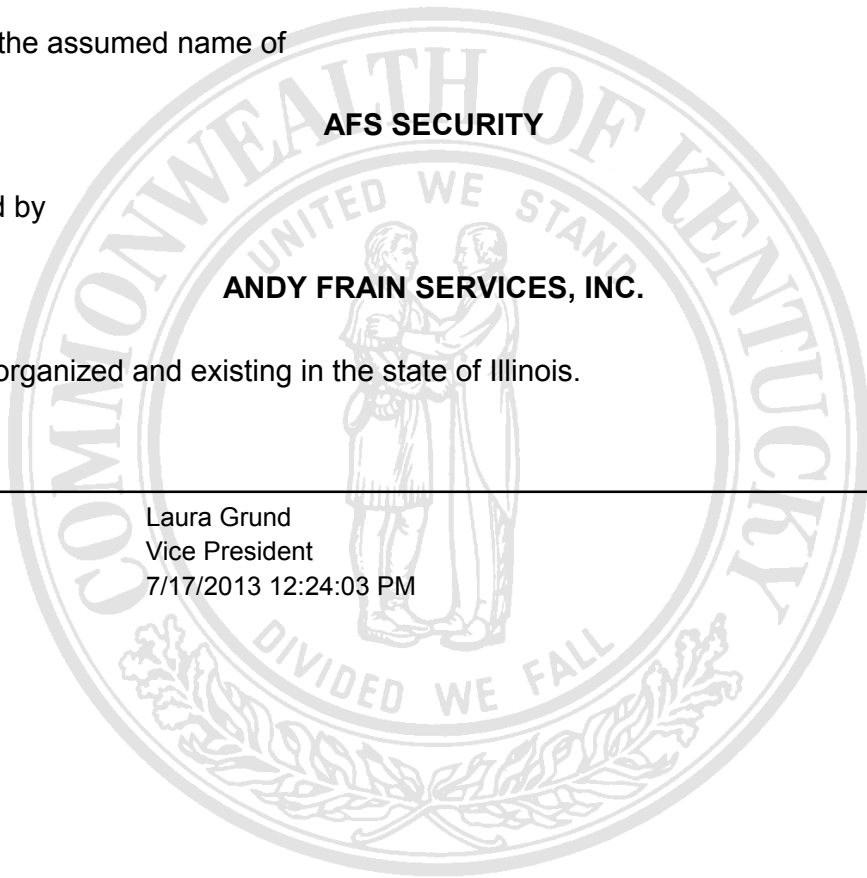 the assumed name of
AFS SECURITY
d by
ANDY FRAIN SERVICES, INC.
organized and existing in the state of Illinois.
Laura Grund
Vice President
7/17/2013 12:24:03 PM
COMMONWEALTH OF KENTUCKY
UNITED WE STAND
DIVIDED WE FALL